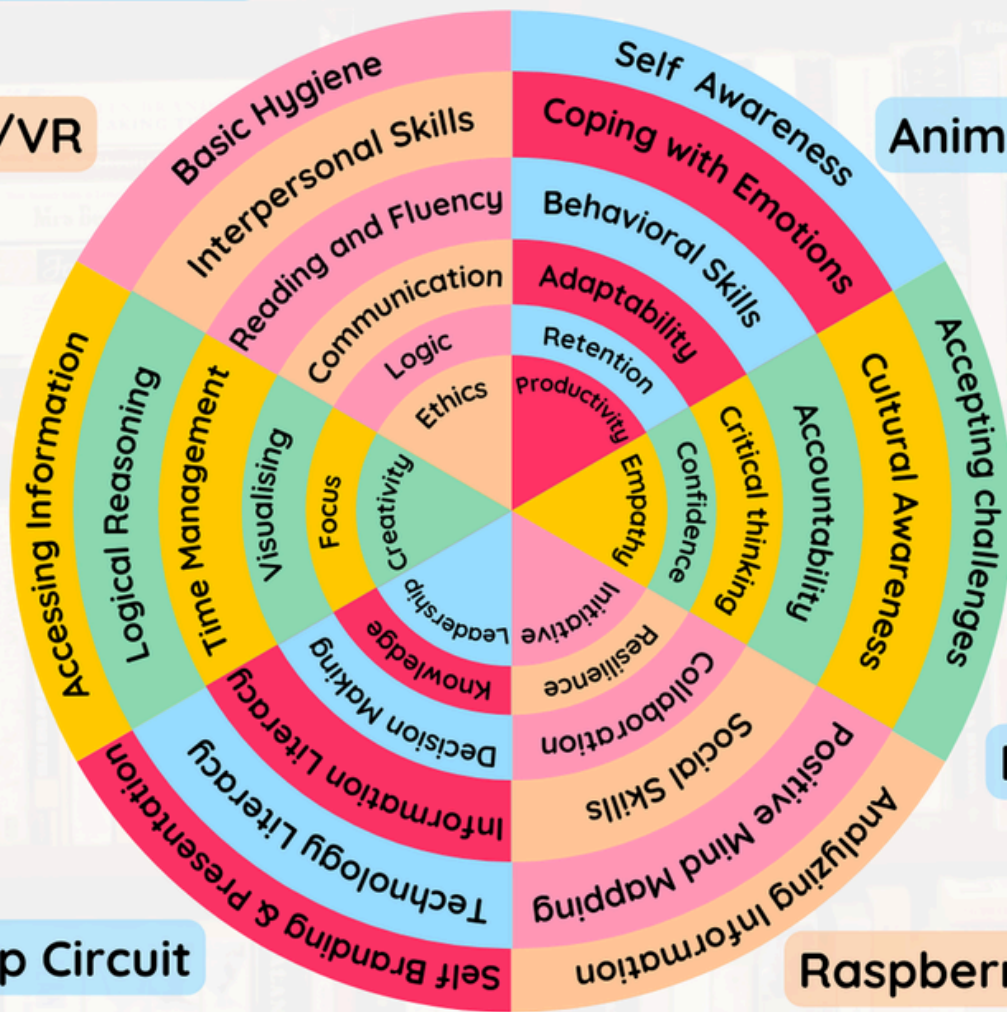 Basic Hygiene
Interpersonal Skills
Reading and Fluency
Communication
Logic
Ethics
Self Awareness
Coping with Emotions
Behavioral Skills
Adaptability
Retention
Productivity
Accepting challenges
Cultural Awareness
Accountability
Critical thinking
Confidence
Empathy
Analyzing Information
Positive Mind Mapping
Social Skills
Collaboration
Resilience
Initiative
Self Branding & Presentation
Technology Literacy
Information Literacy
Decision Making
Knowledge
Leadership
Accessing Information
Logical Reasoning
Time Management
Visualising
Focus
Creativity
/VR
Anim
p Circuit
Raspberr